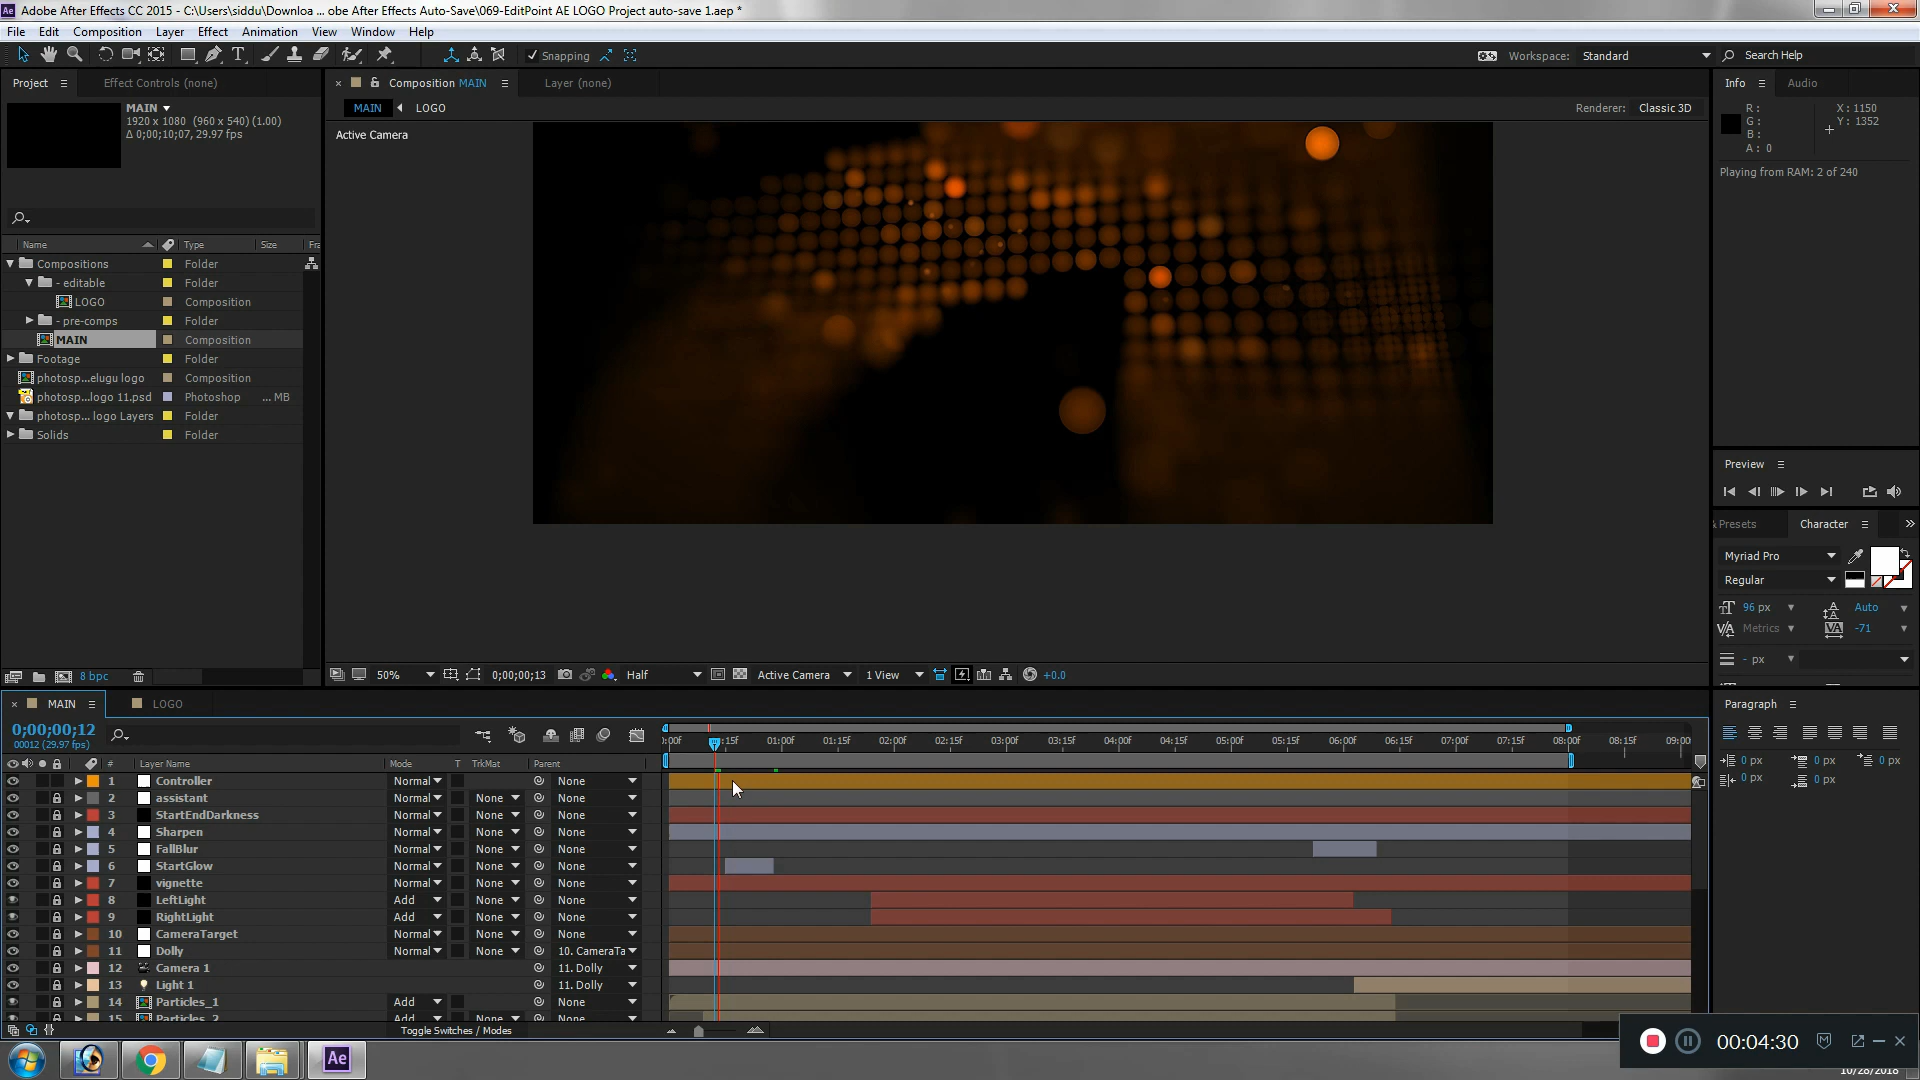 Adobe After Effects CC 2015 - C:\Users\siddu\Downloa ... obe After Effects Auto-Save\069-EditPoint AE LOGO Project auto-save 1.aep *
File Edit Composition Layer Effect Animation View Window Help
Snapping
Workspace: Standard
Search Help
Project
Effect Controls (none)
Composition MAIN
Layer (none)
Info
Audio
MAIN
1920 x 1080 (960 x 540) (1.00)
Δ 0;00;10;07, 29.97 fps
MAIN
LOGO
Renderer: Classic 3D
Active Camera
R:
G:
B:
A: 0
X: 1150
Y: 1352
Playing from RAM: 2 of 240
Name Type Size Fra
Compositions Folder
- editable Folder
LOGO Composition
- pre-comps Folder
MAIN Composition
Footage Folder
photosp...elugu logo Composition
photosp...logo 11.psd Photoshop ... MB
photosp... logo Layers Folder
Solids Folder
8 bpc
50% 0;00;00;13 Half Active Camera 1 View +0.0
Preview
& Presets
Character
Myriad Pro
Regular
96 px
Auto
Metrics
-71
- px
Paragraph
0 px 0 px 0 px
0 px 0 px
MAIN
LOGO
0;00;00;12
00012 (29.97 fps)
:00f :15f 01:00f 01:15f 02:00f 02:15f 03:00f 03:15f 04:00f 04:15f 05:00f 05:15f 06:00f 06:15f 07:00f 07:15f 08:00f 08:15f 09:00
# Layer Name Mode T TrkMat Parent
1 Controller Normal None
2 assistant Normal None None
3 StartEndDarkness Normal None None
4 Sharpen Normal None None
5 FallBlur Normal None None
6 StartGlow Normal None None
7 vignette Normal None None
8 LeftLight Add None None
9 RightLight Add None None
10 CameraTarget Normal None None
11 Dolly Normal None 10. CameraTa
12 Camera 1 11. Dolly
13 Light 1 11. Dolly
14 Particles_1 Add None
15 Particles_2 Add None None
Toggle Switches / Modes
00:04:30
10/28/2018